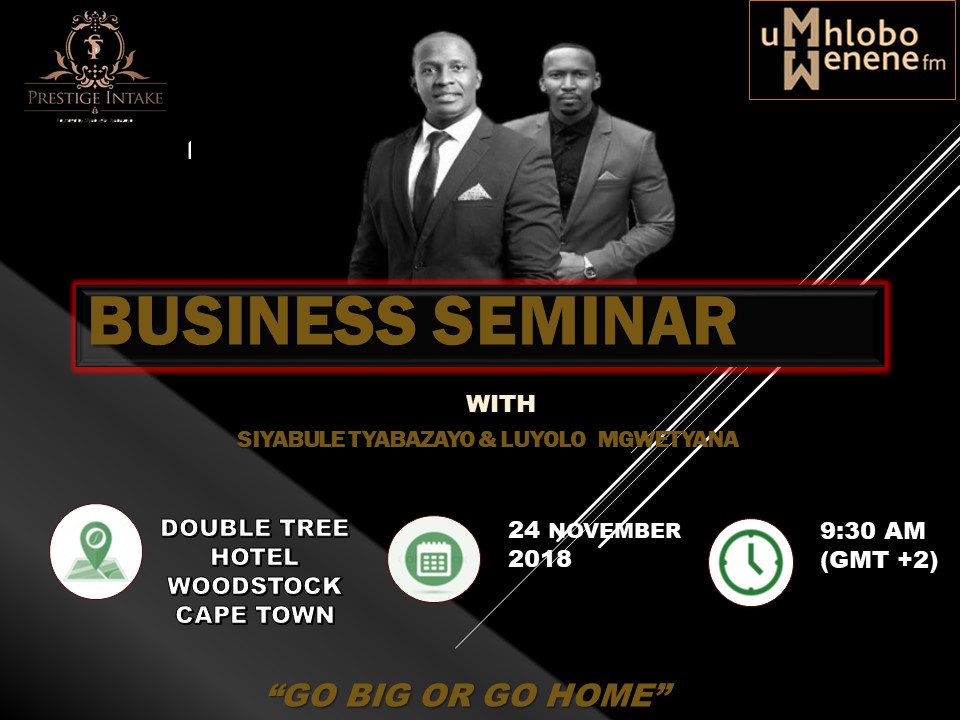 PRESTIGE INTAKE
&
uMhlobo
Wenene fm
BUSINESS SEMINAR
WITH
SIYABULE TYABAZAYO & LUYOLO MGWETYANA
DOUBLE TREE
HOTEL
WOODSTOCK
CAPE TOWN
24 NOVEMBER
2018
9:30 AM
(GMT +2)
“GO BIG OR GO HOME”